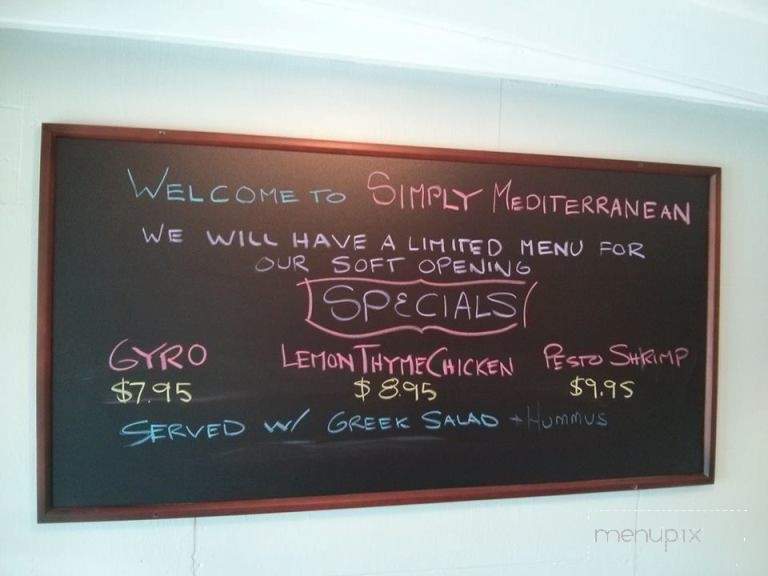 WELCOME TO SIMPLY MEDITERRANEAN
WE WILL HAVE A LIMITED MENU FOR
OUR SOFT OPENING
SPECIALS
GYRO LEMON THYME CHICKEN PESTO SHRIMP
$7.95 $8.95 $9.95
SERVED W/ GREEK SALAD + HUMMUS
menupix